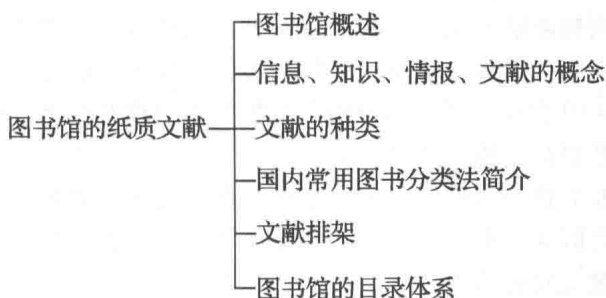 图书馆概述
信息、知识、情报、文献的概念
图书馆的纸质文献
文献的种类
国内常用图书分类法简介
文献排架
图书馆的目录体系